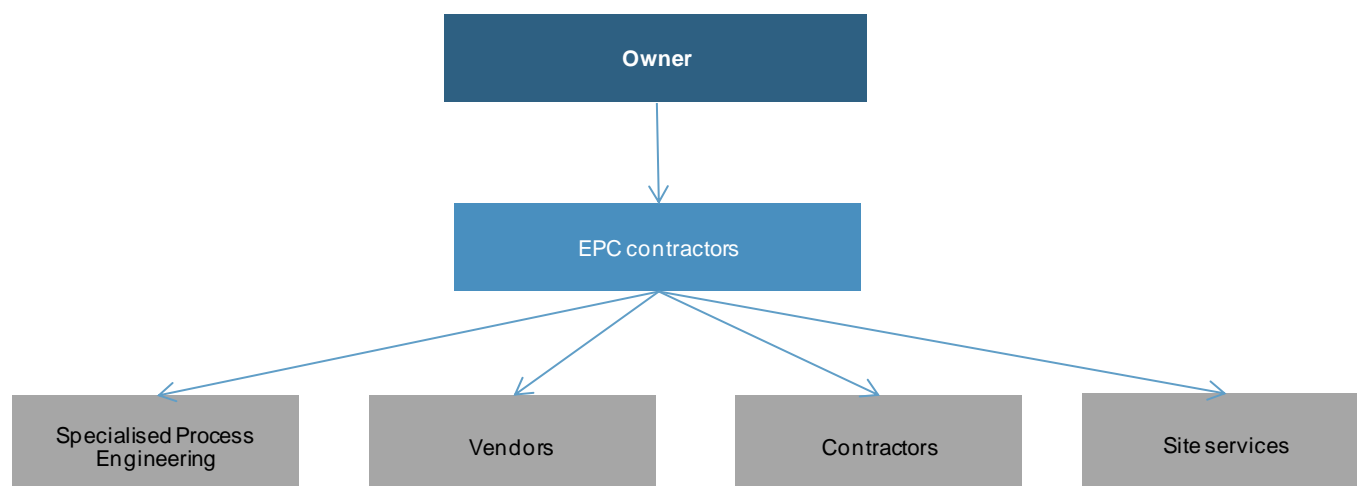 Owner
EPC contractors
Specialised Process
Engineering
Vendors
Contractors
Site services